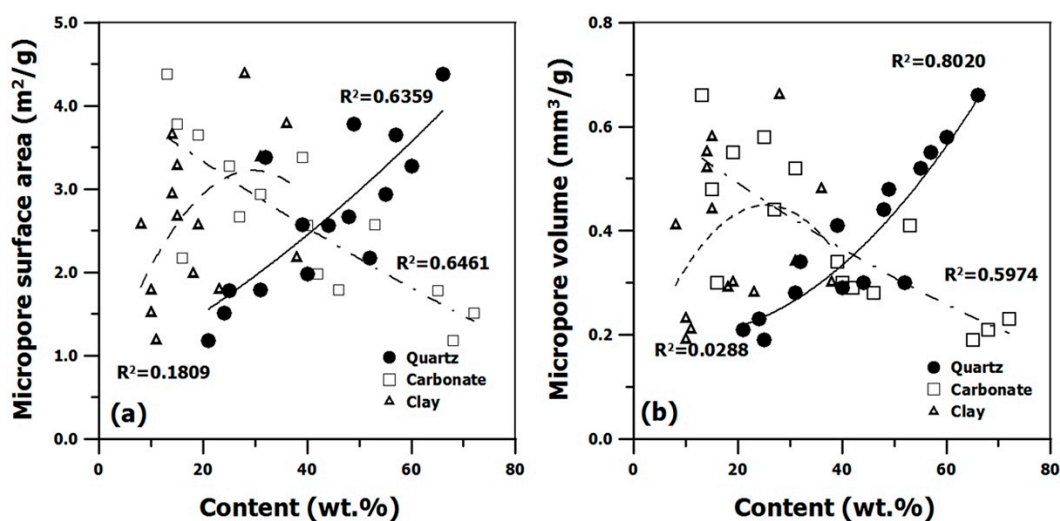 Micropore surface area (m²/g)
5.0
4.0
3.0
2.0
1.0
0.0
R²=0.6359
R²=0.6461
R²=0.1809
Quartz
Carbonate
Clay
(a)
0
20
40
60
80
Content (wt.%)
Micropore volume (mm³/g)
0.8
0.6
0.4
0.2
0.0
R²=0.8020
R²=0.5974
R²=0.0288
Quartz
Carbonate
Clay
(b)
0
20
40
60
80
Content (wt.%)